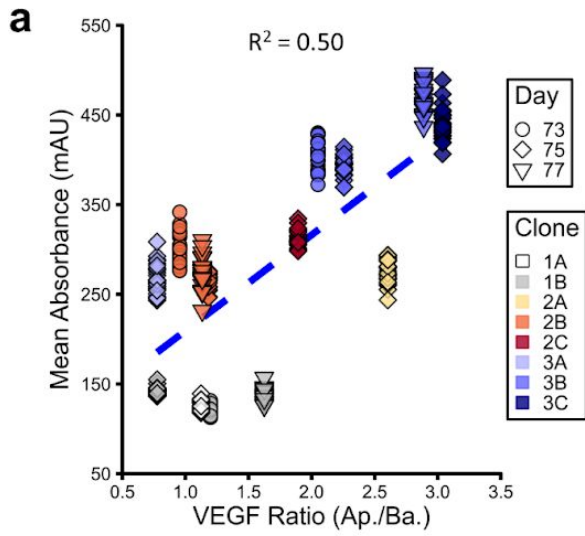 a
R² = 0.50
Mean Absorbance (mAU)
550
450
350
250
150
50
0.5 1.0 1.5 2.0 2.5 3.0 3.5
VEGF Ratio (Ap./Ba.)
Day
73
75
77
Clone
1A
1B
2A
2B
2C
3A
3B
3C